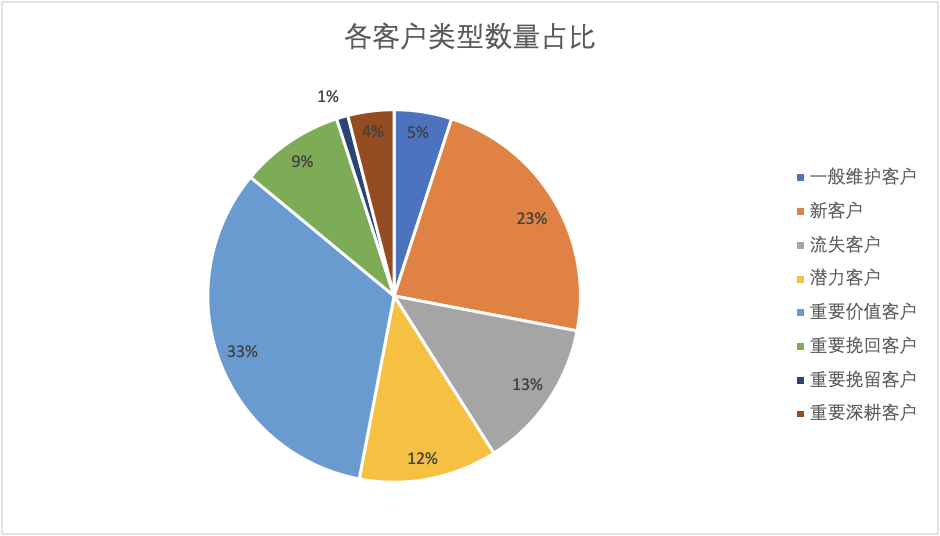 各客户类型数量占比
1%
4%
5%
9%
23%
33%
13%
12%
一般维护客户
新客户
流失客户
潜力客户
重要价值客户
重要挽回客户
重要挽留客户
重要深耕客户